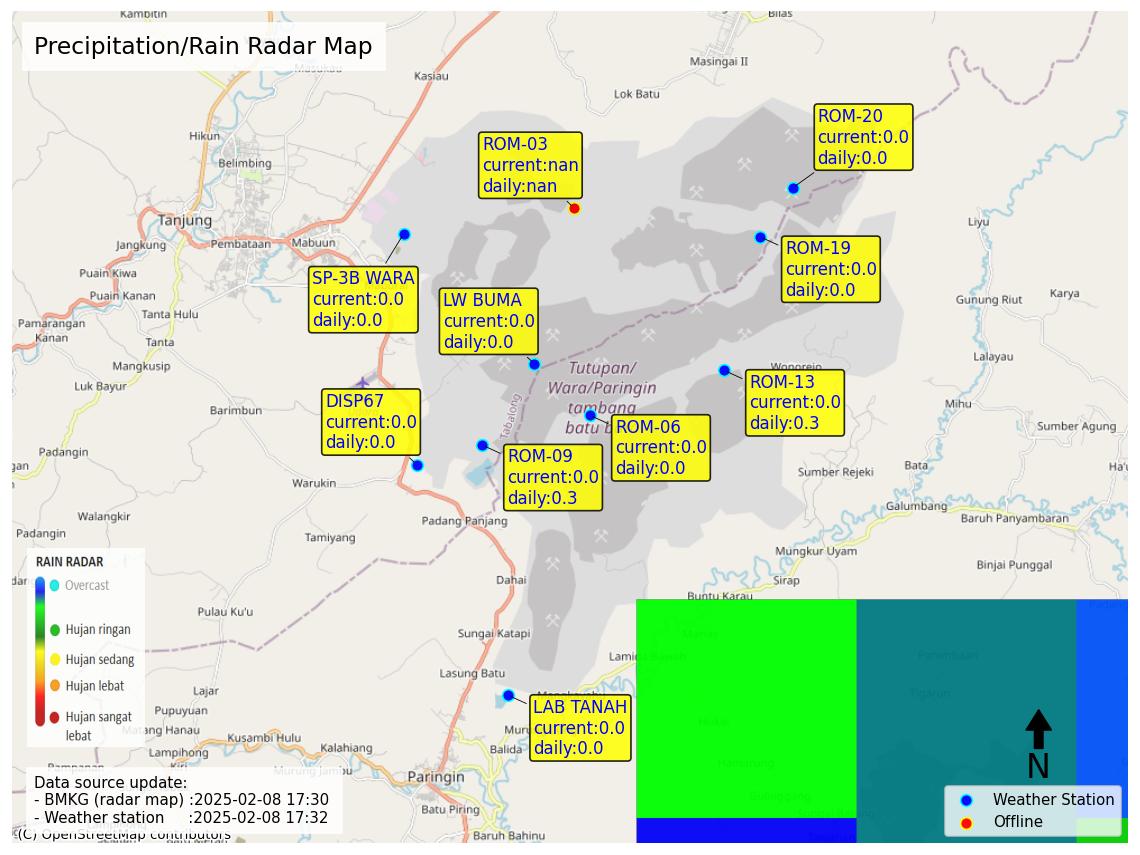 Precipitation/Rain Radar Map
Kambitin
Bilas
Masukau
Kasiau
Masingai II
Lok Batu
Hikun
Belimbing
Tanjung
Jangkung
Pembataan
Mabuun
Puain Kiwa
Puain Kanan
Tanta Hulu
Pamarangan
Kanan
Tanta
Mangkusip
Luk Bayur
Barimbun
Liyu
Gunung Riut
Karya
Lalayau
Mihu
Sumber Agung
Wonorejo
ROM-03
current:nan
daily:nan
ROM-20
current:0.0
daily:0.0
ROM-19
current:0.0
daily:0.0
SP-3B WARA
current:0.0
daily:0.0
LW BUMA
current:0.0
daily:0.0
Tutupan/
Wara/Paringin
tambang
batu b
Tabalong
ROM-13
current:0.0
daily:0.3
DISP67
current:0.0
daily:0.0
ROM-06
current:0.0
daily:0.0
ROM-09
current:0.0
daily:0.3
Warukin
Sumber Rejeki
Bata
Ha'u
Galumbang
Baruh Panyambaran
Walangkir
Padangin
Tamiyang
Padang Panjang
Mungkur Uyam
Binjai Punggal
Sirap
Buntu Karau
Dahai
RAIN RADAR
Overcast
Hujan ringan
Hujan sedang
Hujan lebat
Hujan sangat
lebat
Pulau Ku'u
Sungai Katapi
Lasung Batu
Lajar
Pupuyuan
Matang Hanau
Kusambi Hulu
Lampihong
Kalahiang
Murung Jambu
Paringin
Balida
Batu Piring
Baruh Bahinu
LAB TANAH
current:0.0
daily:0.0
N
Weather Station
Offline
Data source update:
- BMKG (radar map) :2025-02-08 17:30
- Weather station :2025-02-08 17:32
(C) OpenStreetMap contributors